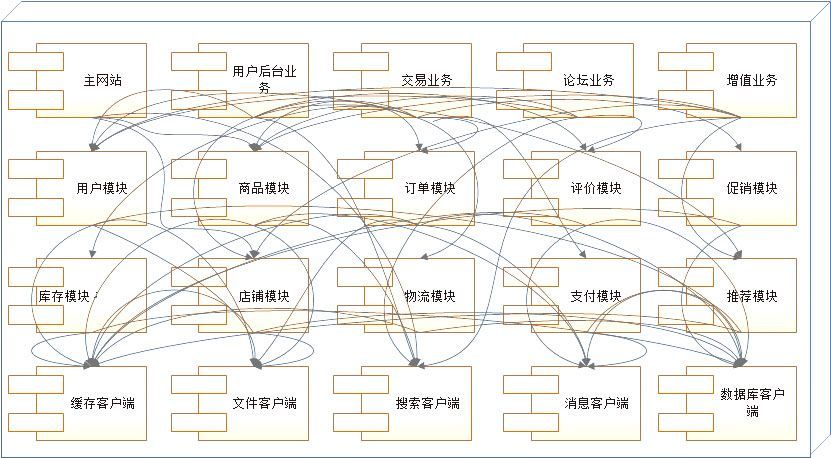 主网站
用户后台业
务
交易业务
论坛业务
增值业务
用户模块
商品模块
订单模块
评价模块
促销模块
库存模块
店铺模块
物流模块
支付模块
推荐模块
缓存客户端
文件客户端
搜索客户端
消息客户端
数据库客户
端